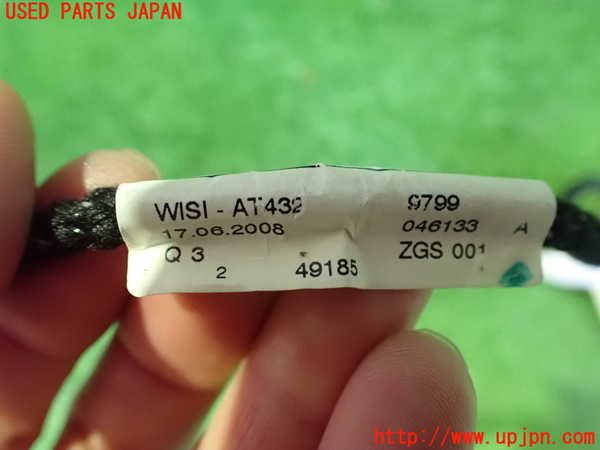 USED PARTS JAPAN
WISI - AT432 9799
17.06.2008 046133 A
Q 3 ZGS 001
2 49185
http://www.upjpn.com/